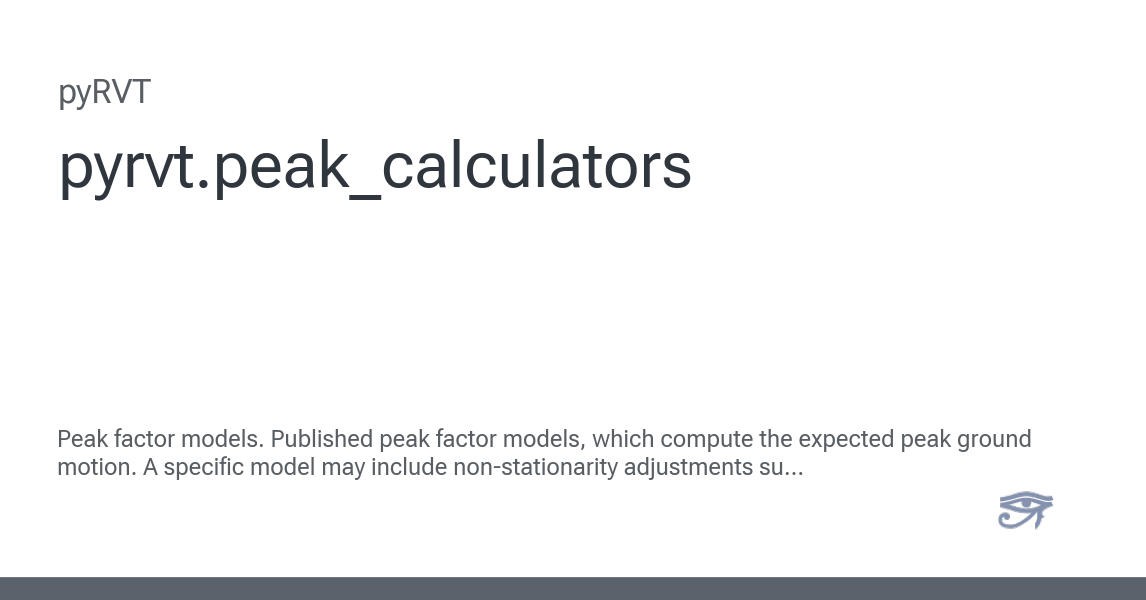 pyRVT
pyrvt.peak_calculators
Peak factor models. Published peak factor models, which compute the expected peak ground
motion. A specific model may include non-stationarity adjustments su...